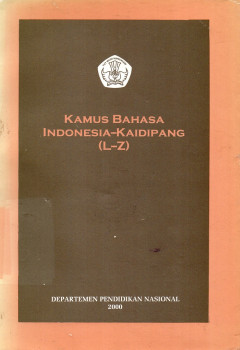 KAMUS BAHASA
INDONESIA-KAIDIPANG
(L-Z)
DEPARTEMEN PENDIDIKAN NASIONAL
2000